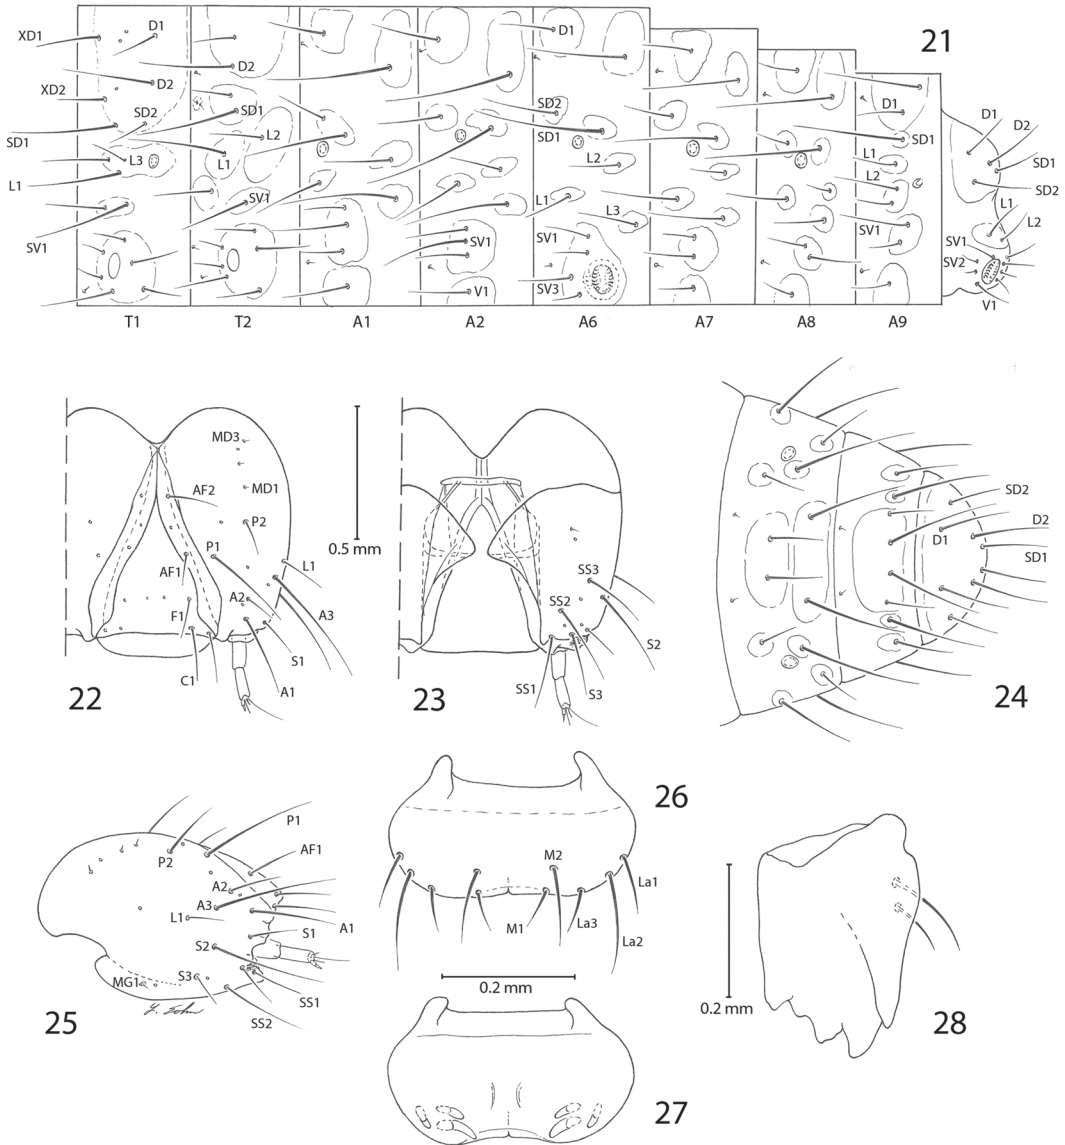 21
XD1
D1
D2
D2
XD2
SD2
SD1
SD1
L2
L3
L1
L1
SV1
SV1
SV1
V1
D1
SD2
SD1
L2
L1
L3
SV1
SV3
D1
SD1
L1
L2
SV1
D1
D2
SD1
SD2
L1
L2
SV1
SV2
V1
T1 T2 A1 A2 A6 A7 A8 A9
MD3
MD1
AF2
P2
P1
AF1
L1
A2
F1
A3
S1
C1
A1
22
0.5 mm
SS3
SS2
S2
SS1
S3
23
SD2
D2
D1
SD1
24
P1
P2
AF1
A2
A3
L1
A1
S1
S2
S3
MG1
SS1
SS2
25
26
M2
La1
M1
La3
La2
0.2 mm
27
0.2 mm
28